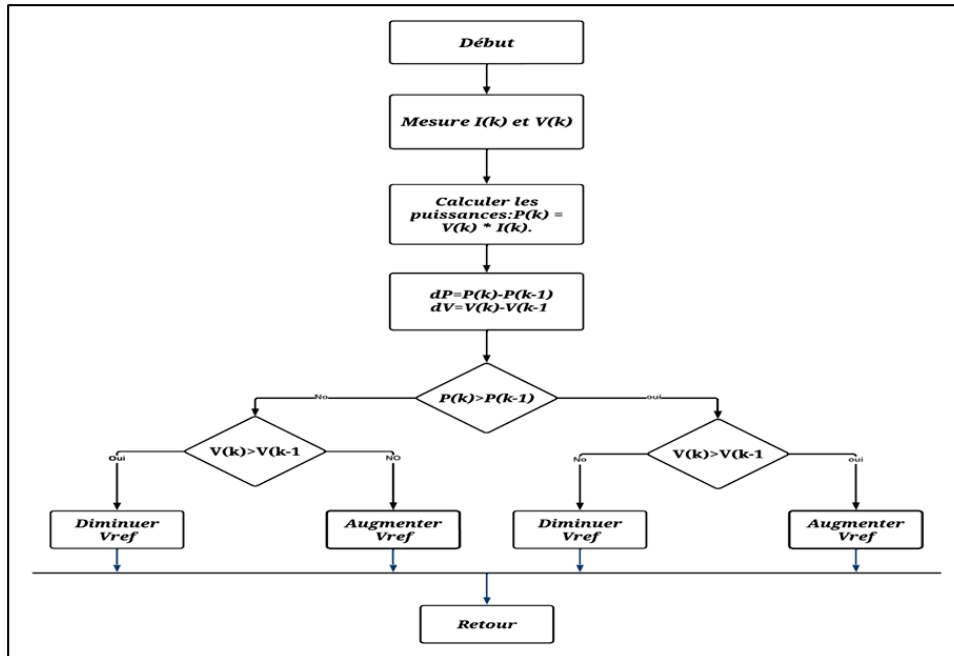 Début
Mesure I(k) et V(k)
Calculer les
puissances:P(k) =
V(k) * I(k).
dP=P(k)-P(k-1)
dV=V(k)-V(k-1
P(k)>P(k-1)
No
oui
V(k)>V(k-1
Oui
NO
V(k)>V(k-1
No
oui
Diminuer
Vref
Augmenter
Vref
Diminuer
Vref
Augmenter
Vref
Retour